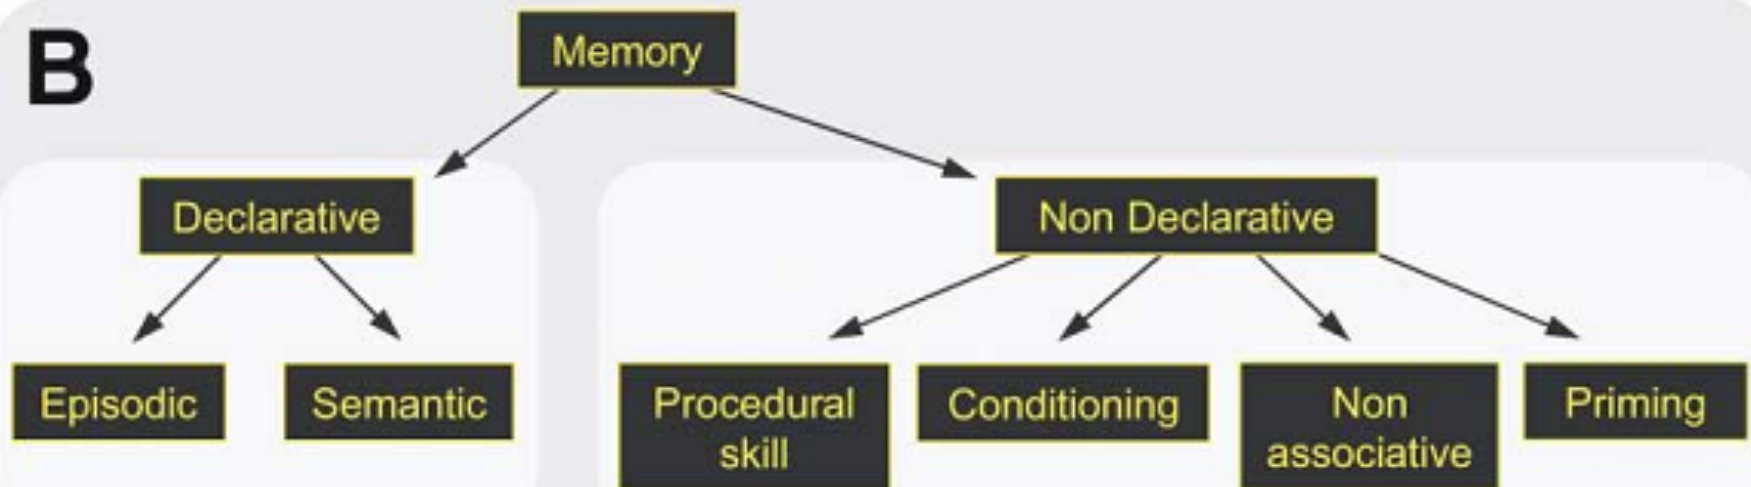 B
Memory
Declarative
Non Declarative
Episodic
Semantic
Procedural
skill
Conditioning
Non
associative
Priming